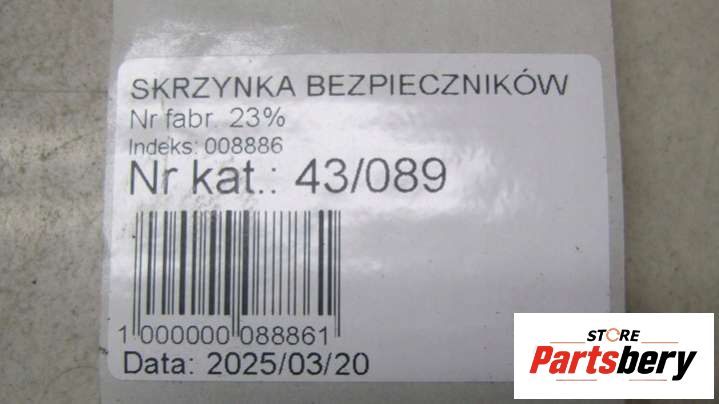 SKRZYNKA BEZPIECZNIKÓW
Nr fabr. 23%
Indeks: 008886
Nr kat.: 43/089
1 000000 088861
Data: 2025/03/20
STORE
Partsbery